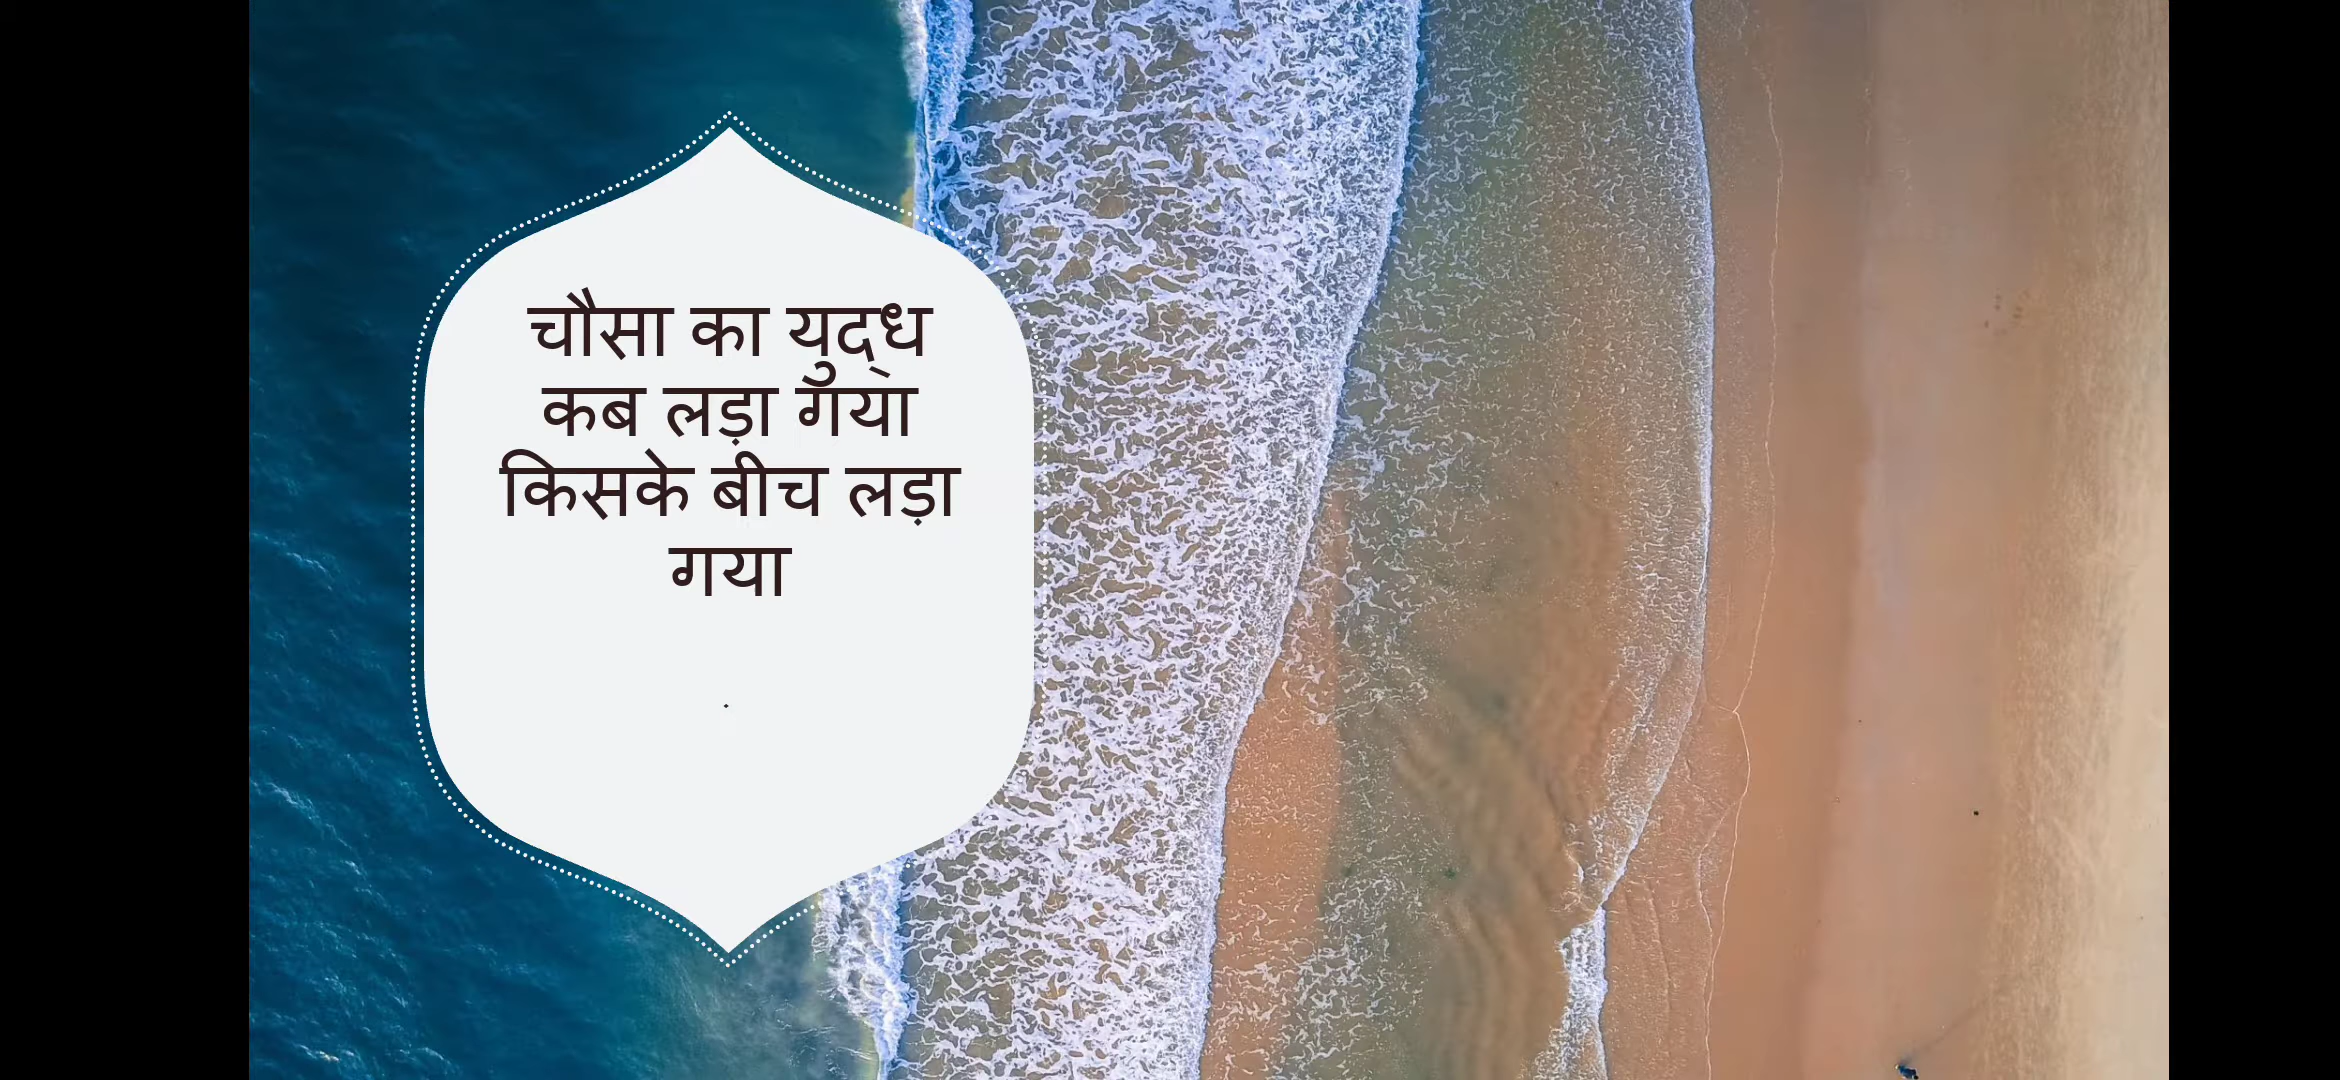 चौसा का युद्ध
कब लड़ा गया
किसके बीच लड़ा
गया
.